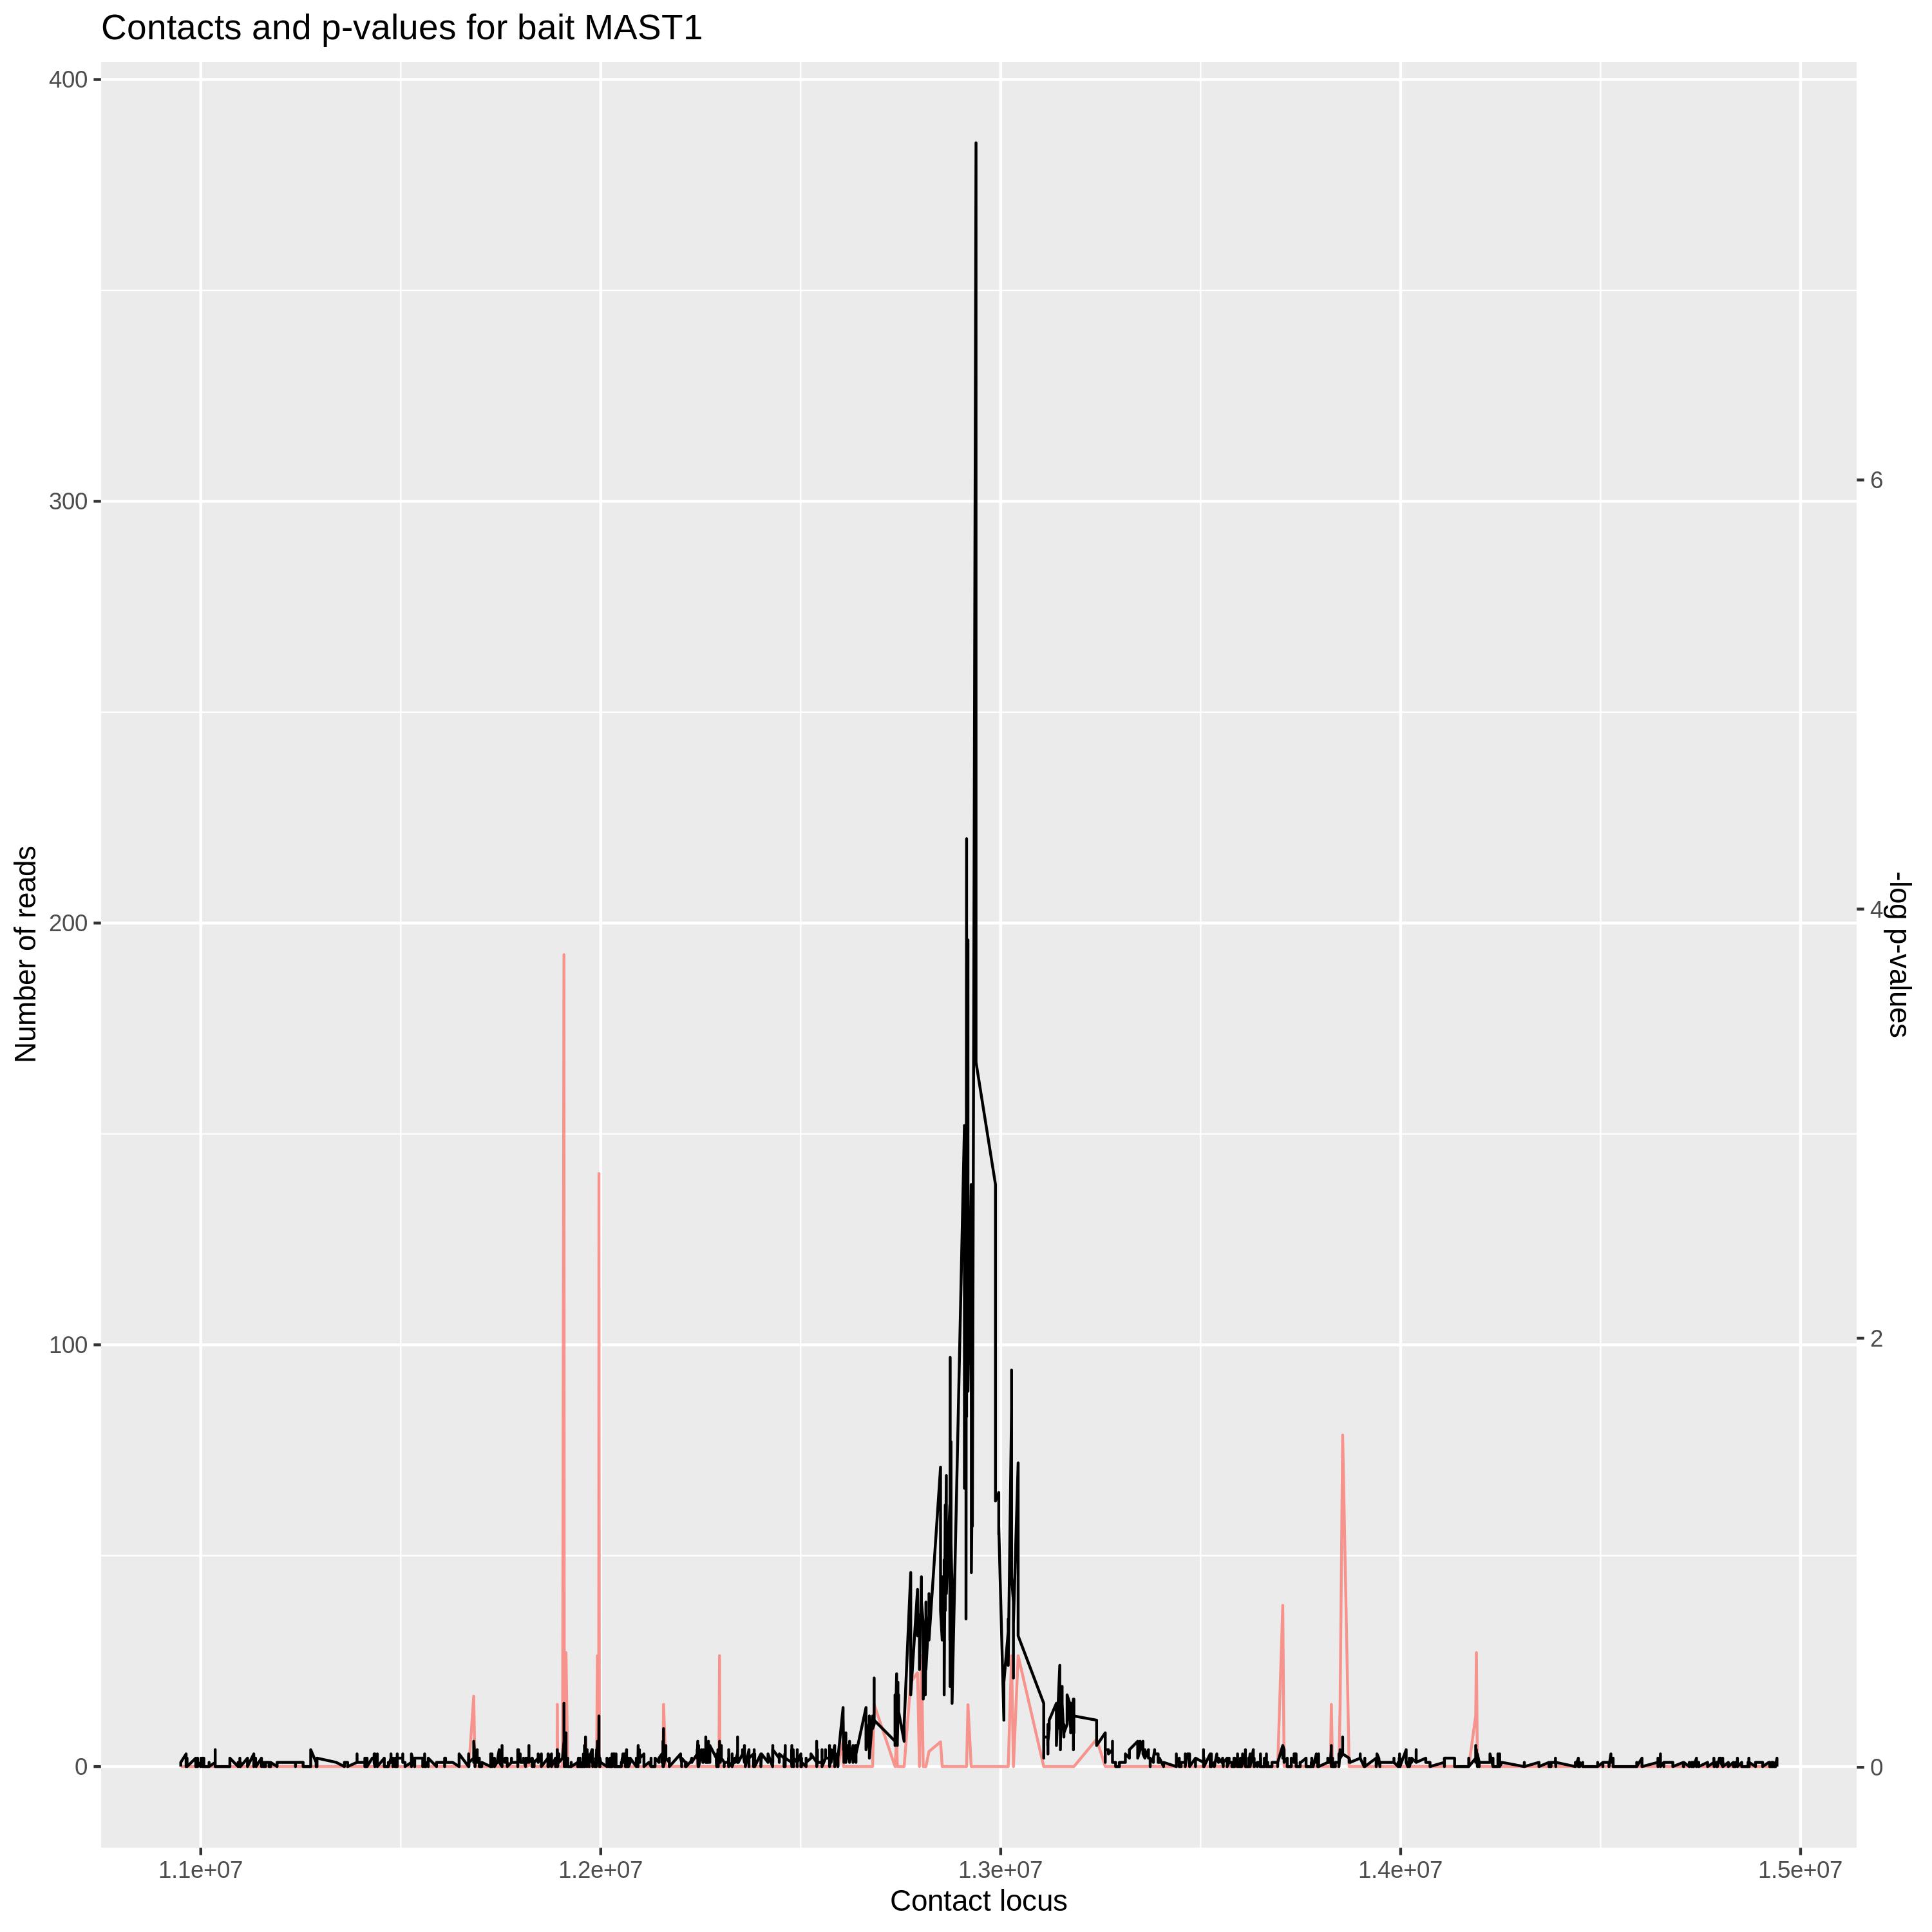 Contacts and p-values for bait MAST1
400
300
200
100
0
Number of reads
6
4
2
0
-log p-values
1.1e+07 1.2e+07 1.3e+07 1.4e+07 1.5e+07
Contact locus